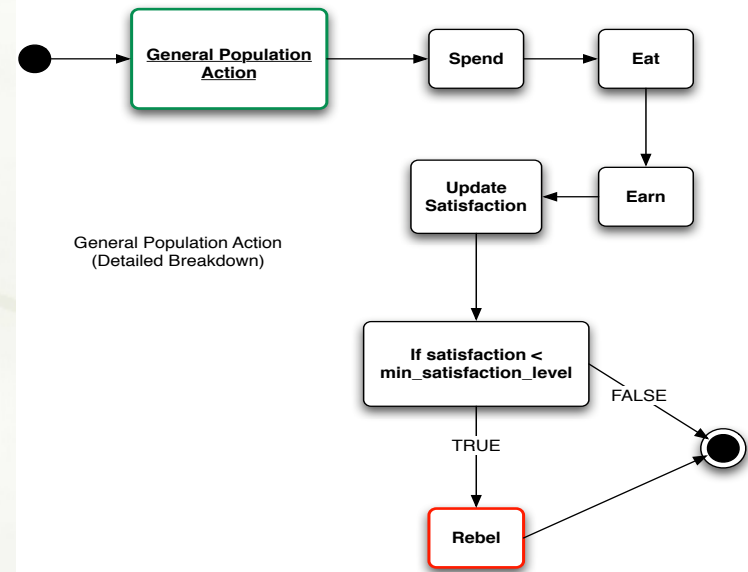 General Population
Action
Spend
Eat
Update
Satisfaction
Earn
General Population Action
(Detailed Breakdown)
If satisfaction <
min_satisfaction_level
FALSE
TRUE
Rebel